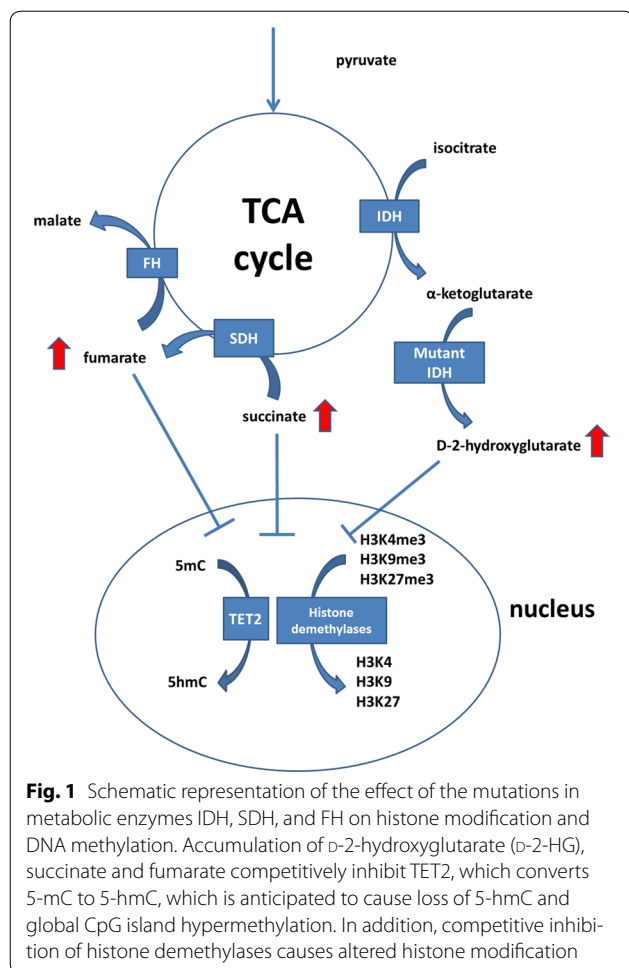 pyruvate
isocitrate
TCA
cycle
IDH
malate
FH
α-ketoglutarate
SDH
Mutant
IDH
fumarate
succinate
D-2-hydroxyglutarate
H3K4me3
H3K9me3
H3K27me3
5mC
nucleus
TET2
Histone
demethylases
5hmC
H3K4
H3K9
H3K27
Fig. 1 Schematic representation of the effect of the mutations in
metabolic enzymes IDH, SDH, and FH on histone modification and
DNA methylation. Accumulation of D-2-hydroxyglutarate (D-2-HG),
succinate and fumarate competitively inhibit TET2, which converts
5-mC to 5-hmC, which is anticipated to cause loss of 5-hmC and
global CpG island hypermethylation. In addition, competitive inhibi-
tion of histone demethylases causes altered histone modification